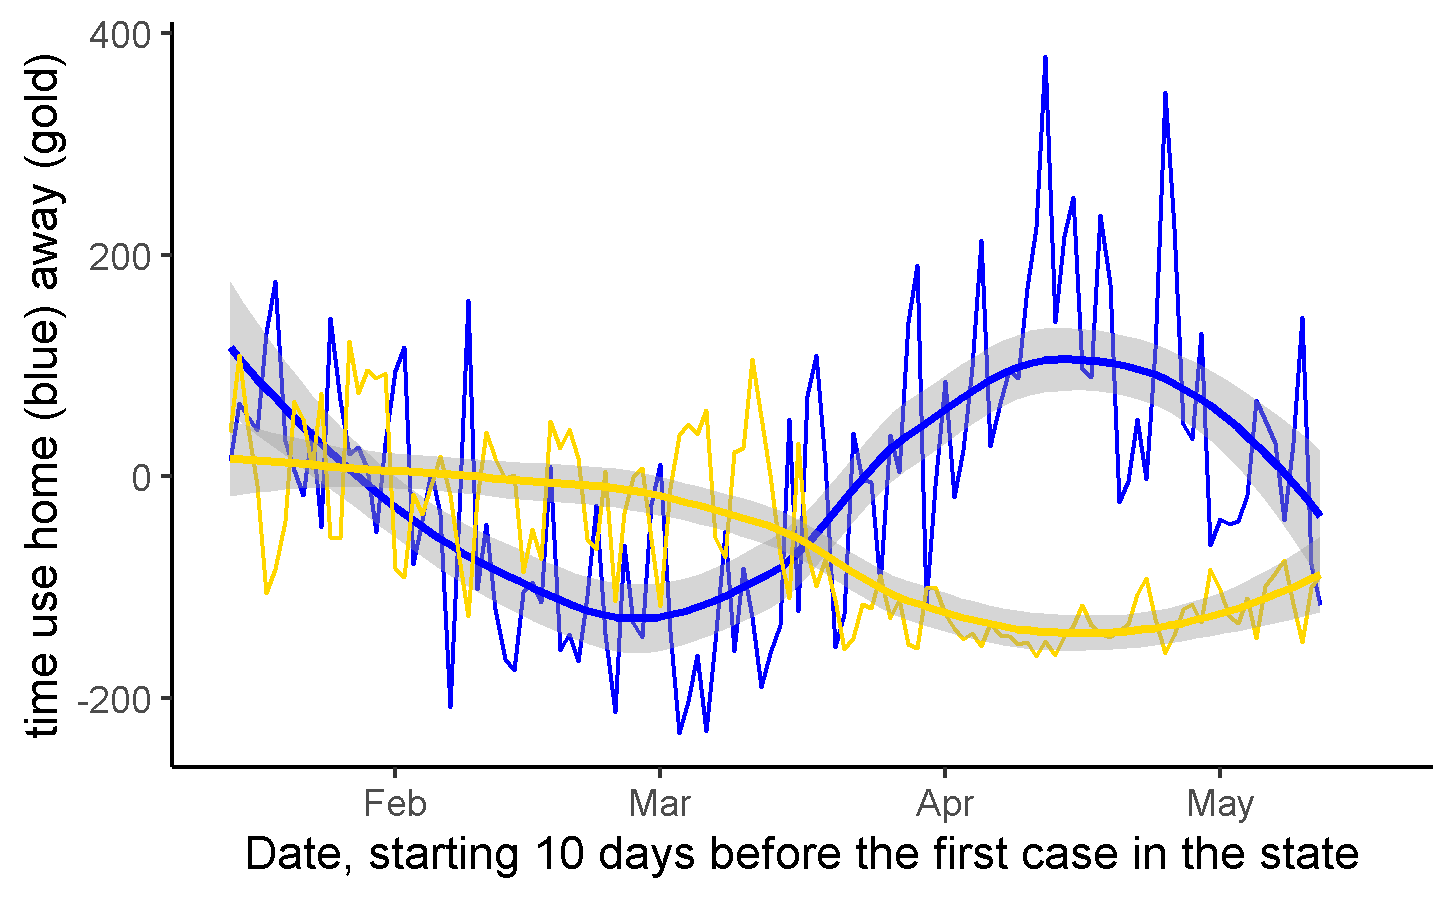 time use home (blue) away (gold)
400
200
0
-200
Feb Mar Apr May
Date, starting 10 days before the first case in the state